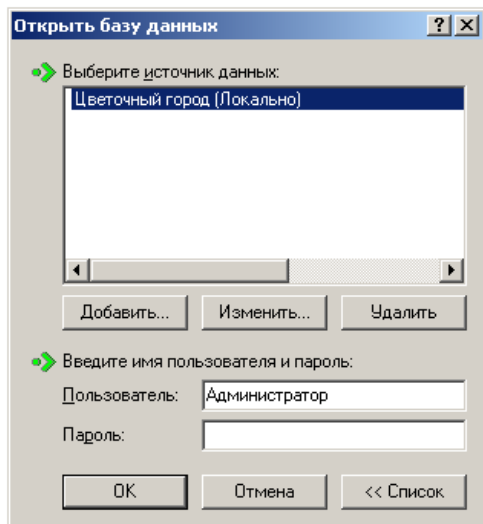 Открыть базу данных
Выберите источник данных:
Цветочный город (Локально)
Добавить... Изменить... Удалить
Введите имя пользователя и пароль:
Пользователь: Администратор
Пароль:
OK Отмена << Список